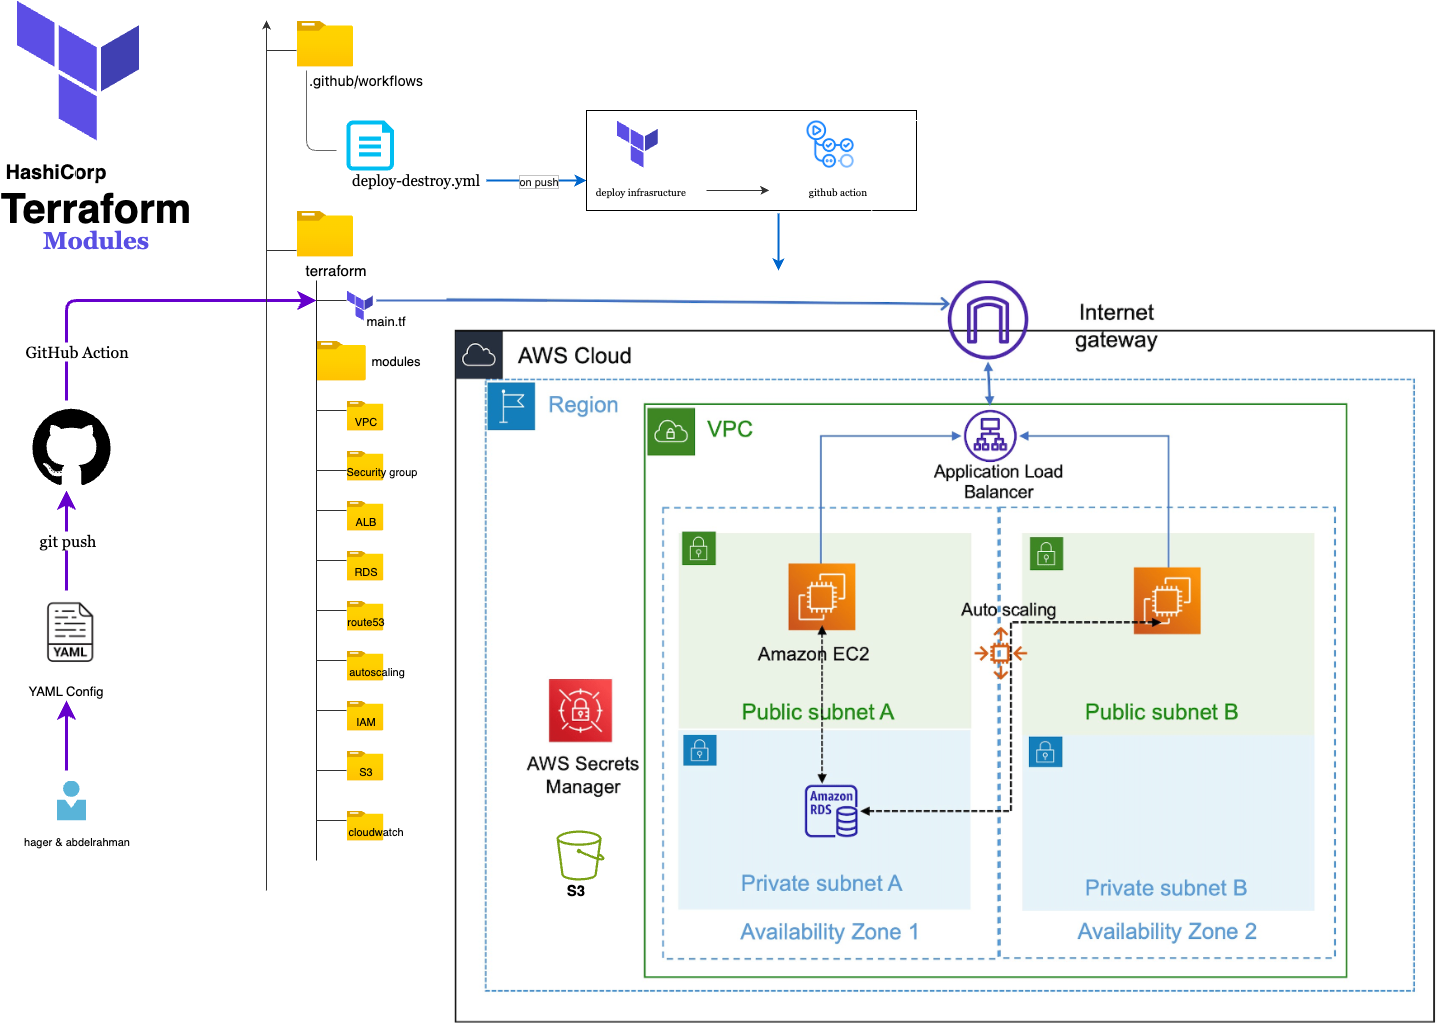 HashiCorp
Terraform
Modules
.github/workflows
deploy-destroy.yml
on push
deploy infrasructure
github action
terraform
main.tf
modules
VPC
Security group
ALB
RDS
route53
autoscaling
IAM
S3
cloudwatch
GitHub Action
git push
YAML
YAML Config
hager & abdelrahman
Internet
gateway
AWS Cloud
Region
VPC
Application Load
Balancer
Auto scaling
Amazon EC2
Public subnet A
Public subnet B
AWS Secrets
Manager
S3
Amazon
RDS
Private subnet A
Private subnet B
Availability Zone 1
Availability Zone 2